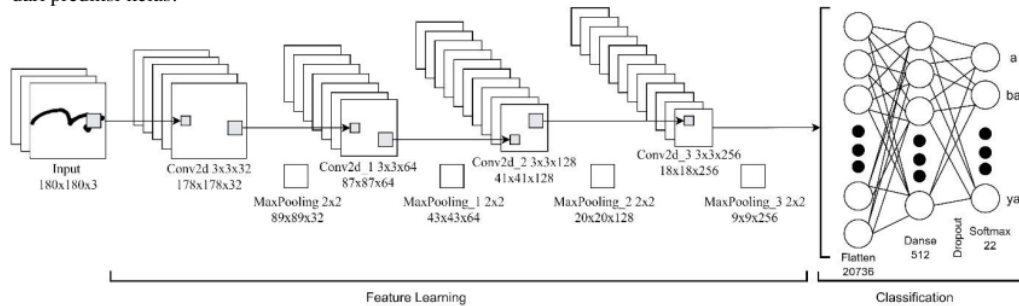 dari prediksi kelas.
Input
180x180x3
Conv2d 3x3x32
178x178x32
MaxPooling 2x2
89x89x32
Conv2d_1 3x3x64
87x87x64
MaxPooling_1 2x2
43x43x64
Conv2d_2 3x3x128
41x41x128
MaxPooling_2 2x2
20x20x128
Conv2d_3 3x3x256
18x18x256
MaxPooling_3 2x2
9x9x256
Flatten
20736
Danse
512
Dropout
Softmax
22
a
ba
ya
Feature Learning
Classification